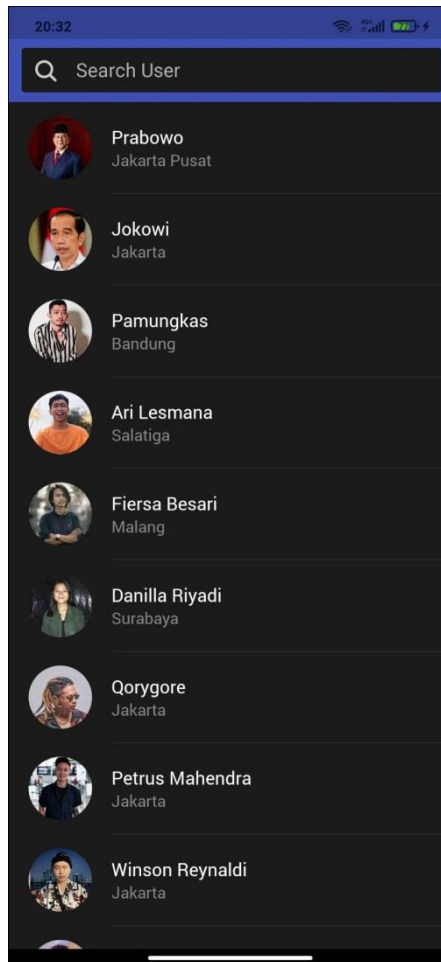 20:32
77
Search User
Prabowo
Jakarta Pusat
Jokowi
Jakarta
Pamungkas
Bandung
Ari Lesmana
Salatiga
Fiersa Besari
Malang
Danilla Riyadi
Surabaya
Qorygore
Jakarta
Petrus Mahendra
Jakarta
Winson Reynaldi
Jakarta